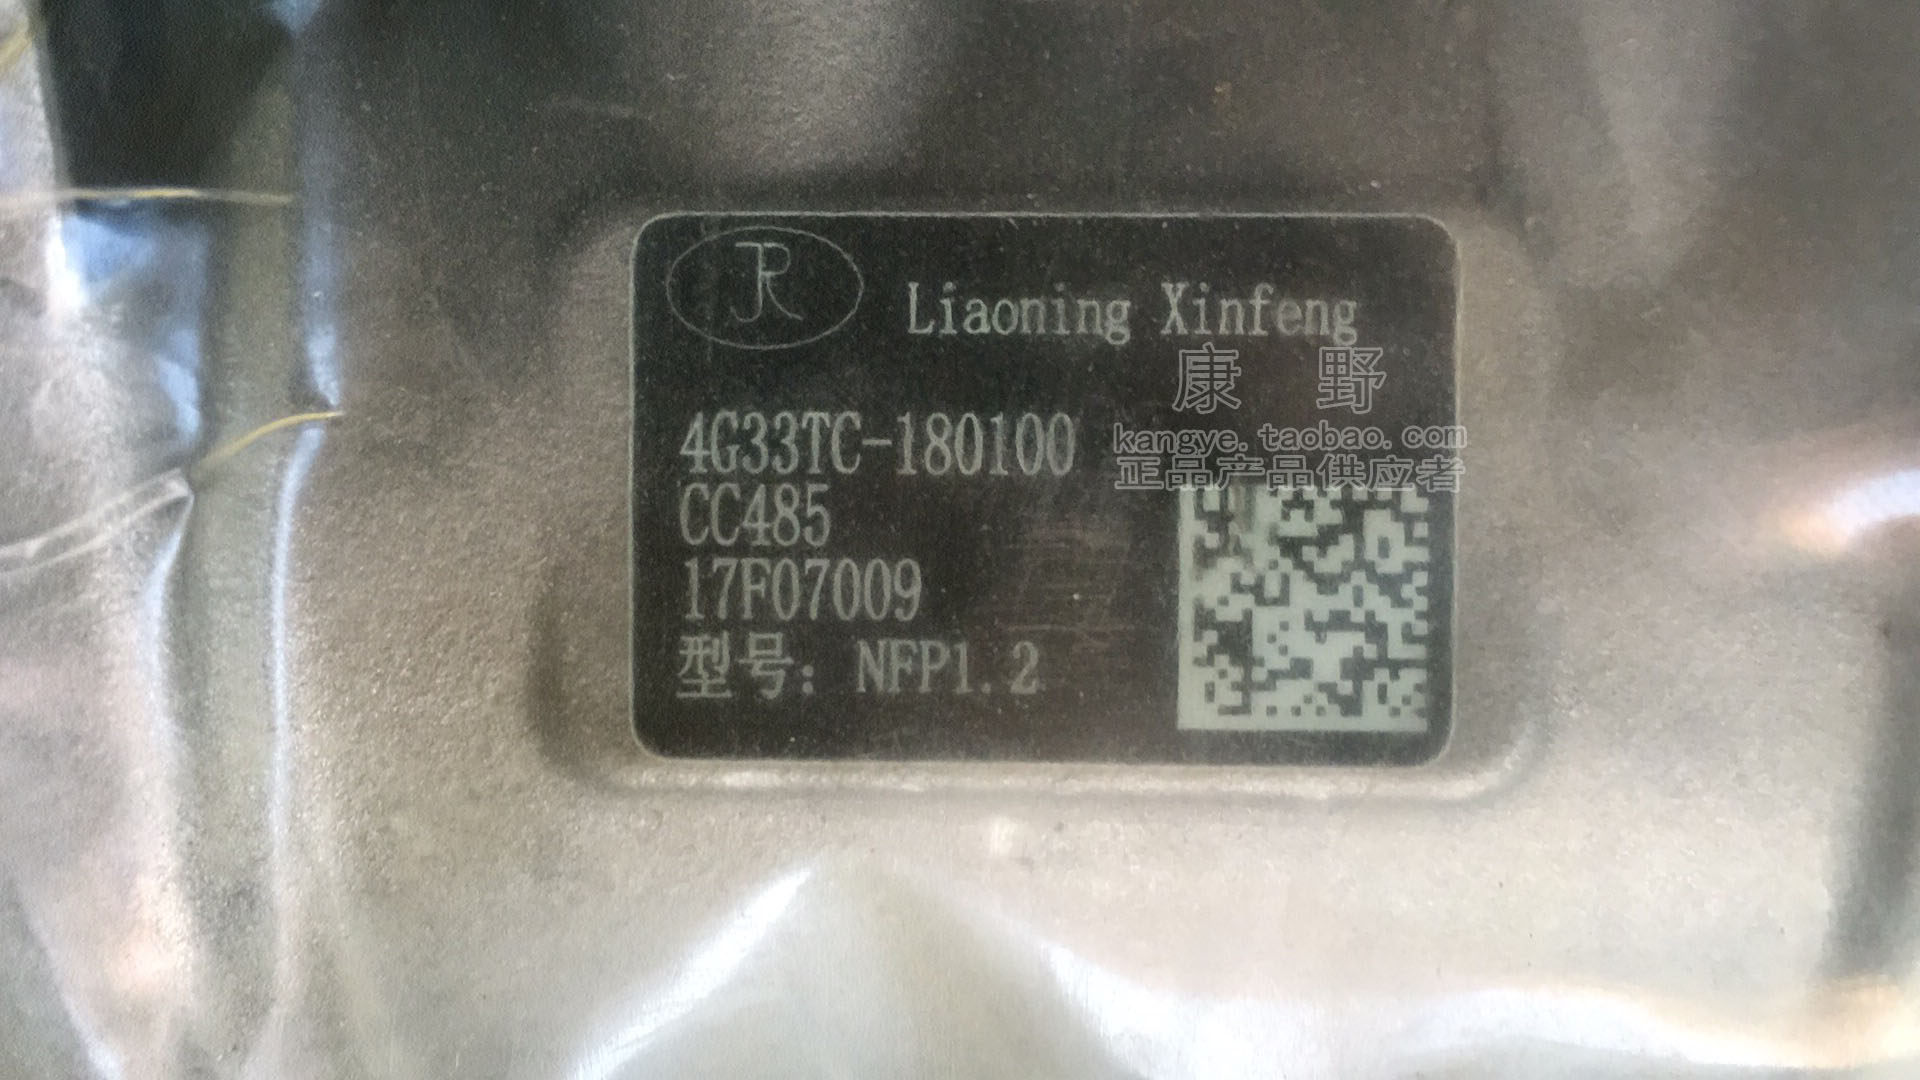 JR
Liaoning Xinfeng
康 野
kangye.taobao.com
正品产品供应者
4G33TC-180100
CC485
17F07009
型号: NFP1.2